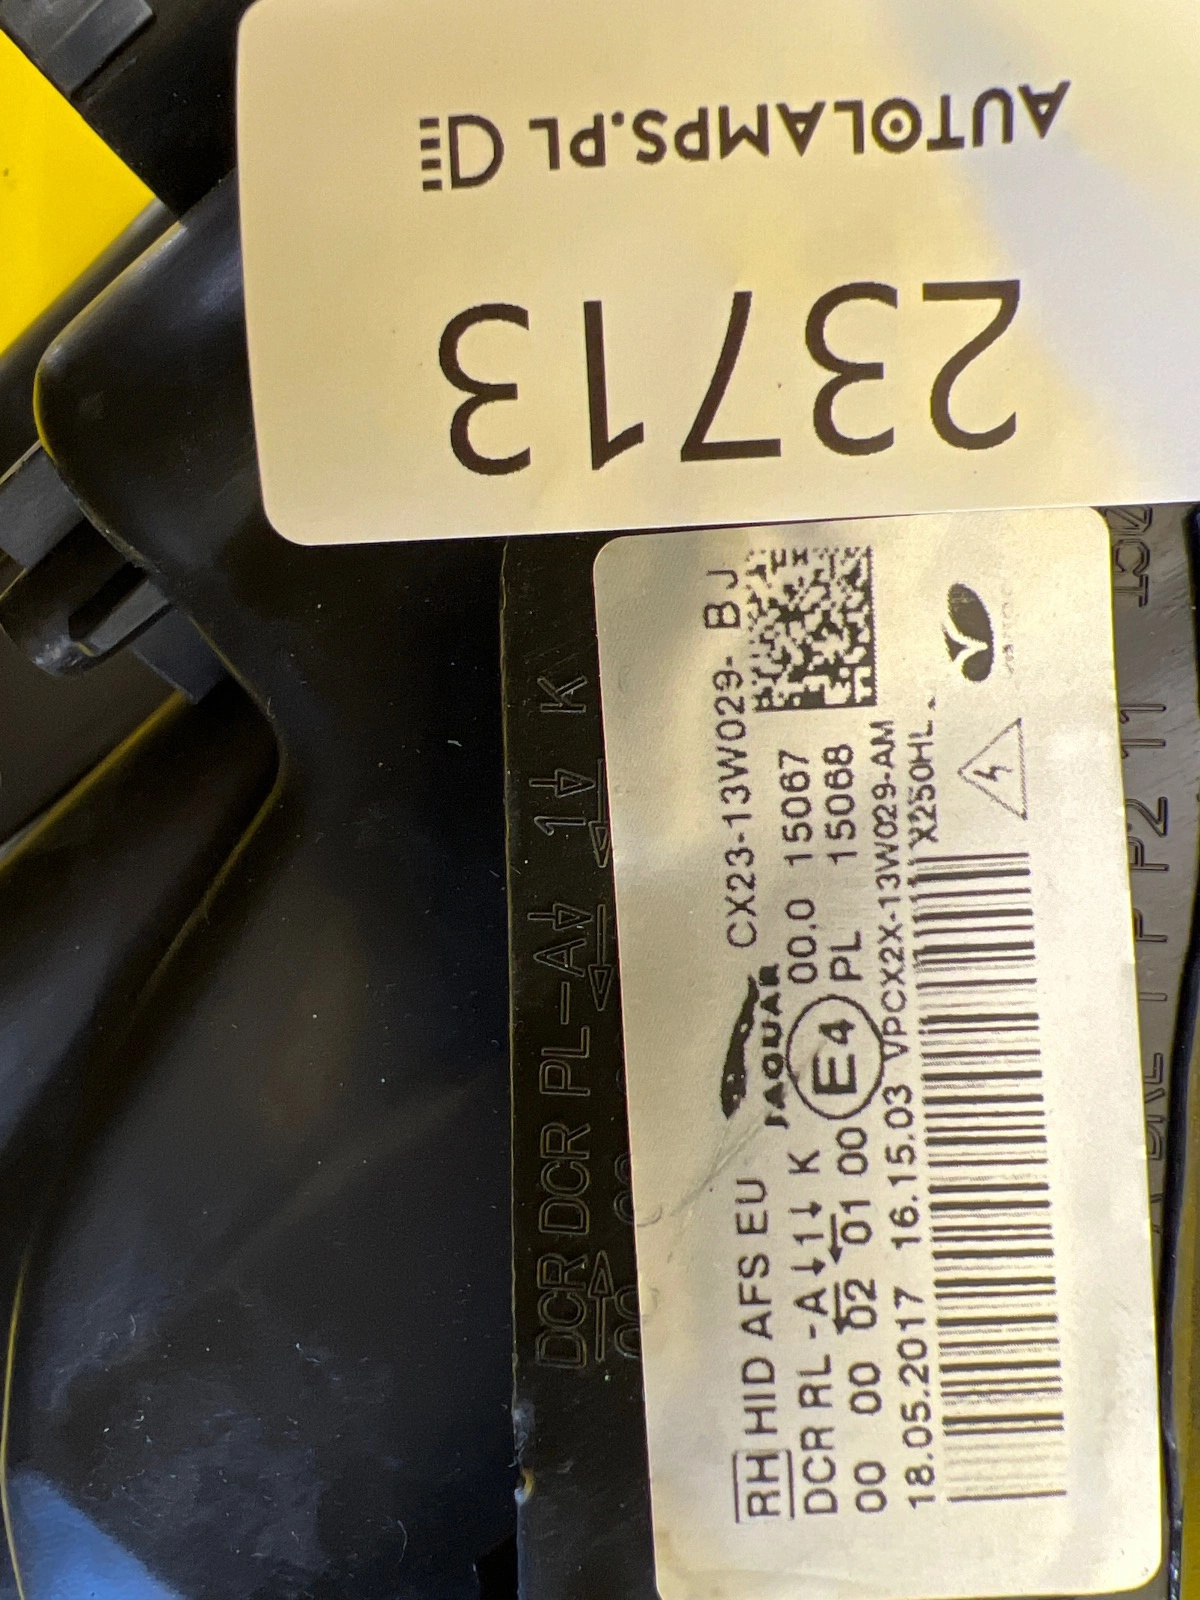 AUTOLAMPS.PL
23713
RH HID AFS EU JAGUAR CX23-13W029- BJ
DCR RL -A 1 K 00.0 15067
00 00 02 01 00 E4 PL 15068
18.05.2017 16.15.03 VPCX2X-13W029-AM
X250HL
DCR DCR PL-A 1 K
P P2 11